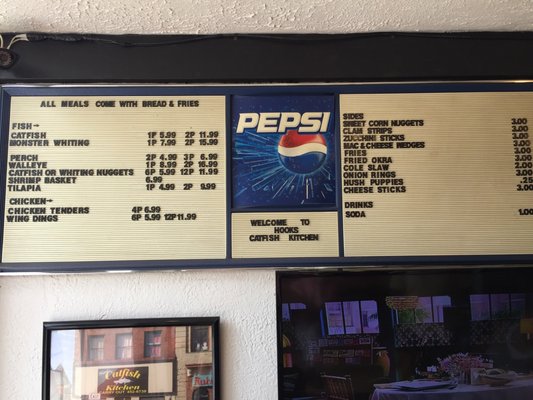 ALL MEALS COME WITH BREAD & FRIES
FISH→
CATFISH 1P 5.99 2P 11.99
MONSTER WHITING 1P 7.99 2P 15.99
PERCH 2P 4.99 3P 6.99
WALLEYE 1P 8.99 2P 16.99
CATFISH OR WHITING NUGGETS 6P 5.99 12P 11.99
SHRIMP BASKET 6.99
TILAPIA 1P 4.99 2P 9.99
CHICKEN→
CHICKEN TENDERS 4P 6.99
WING DINGS 6P 5.99 12P 11.99
PEPSI
WELCOME TO
HOOKS
CATFISH KITCHEN
SIDES
SWEET CORN NUGGETS 3.00
CLAM STRIPS 3.00
ZUCCHINI STICKS 3.00
MAC & CHEESE WEDGES 3.00
FRIES 2.00
FRIED OKRA 3.00
COLE SLAW 2.00
ONION RINGS 3.00
HUSH PUPPIES .25
CHEESE STICKS 3.00
DRINKS
SODA 1.00
Catfish
Kitchen
CARRY OUT